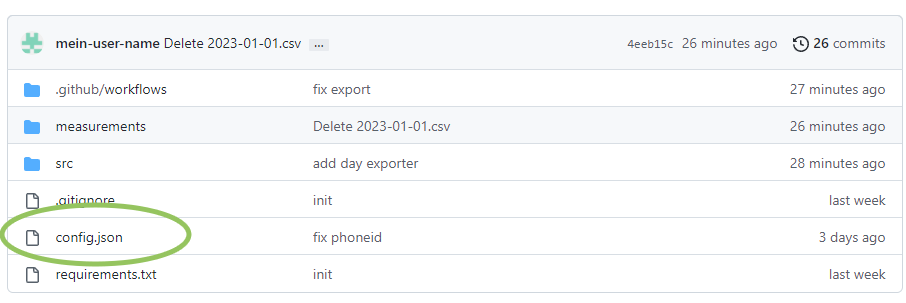 mein-user-name Delete 2023-01-01.csv ... 4eeb15c 26 minutes ago 26 commits
.github/workflows fix export 27 minutes ago
measurements Delete 2023-01-01.csv 26 minutes ago
src add day exporter 28 minutes ago
.gitignore init last week
config.json fix phoneid 3 days ago
requirements.txt init last week